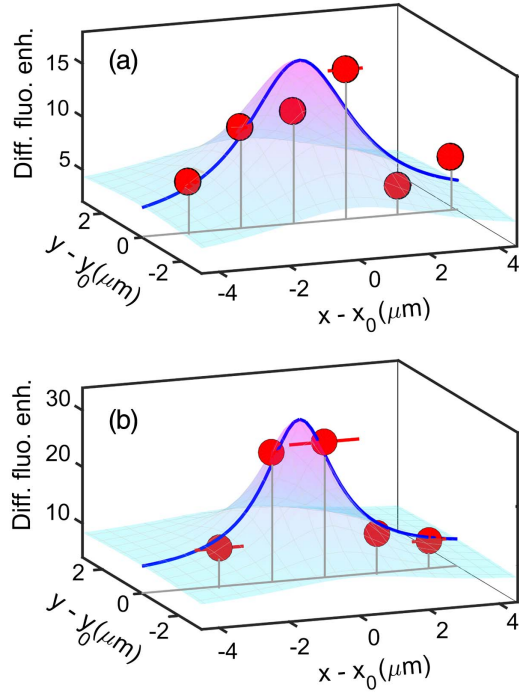 (a)
Diff. fluo. enh.
15
10
5
2
0
-2
y - y0(μm)
-4
-2
0
2
4
x - x0(μm)
(b)
Diff. fluo. enh.
30
20
10
2
0
-2
y - y0(μm)
-4
-2
0
2
4
x - x0(μm)